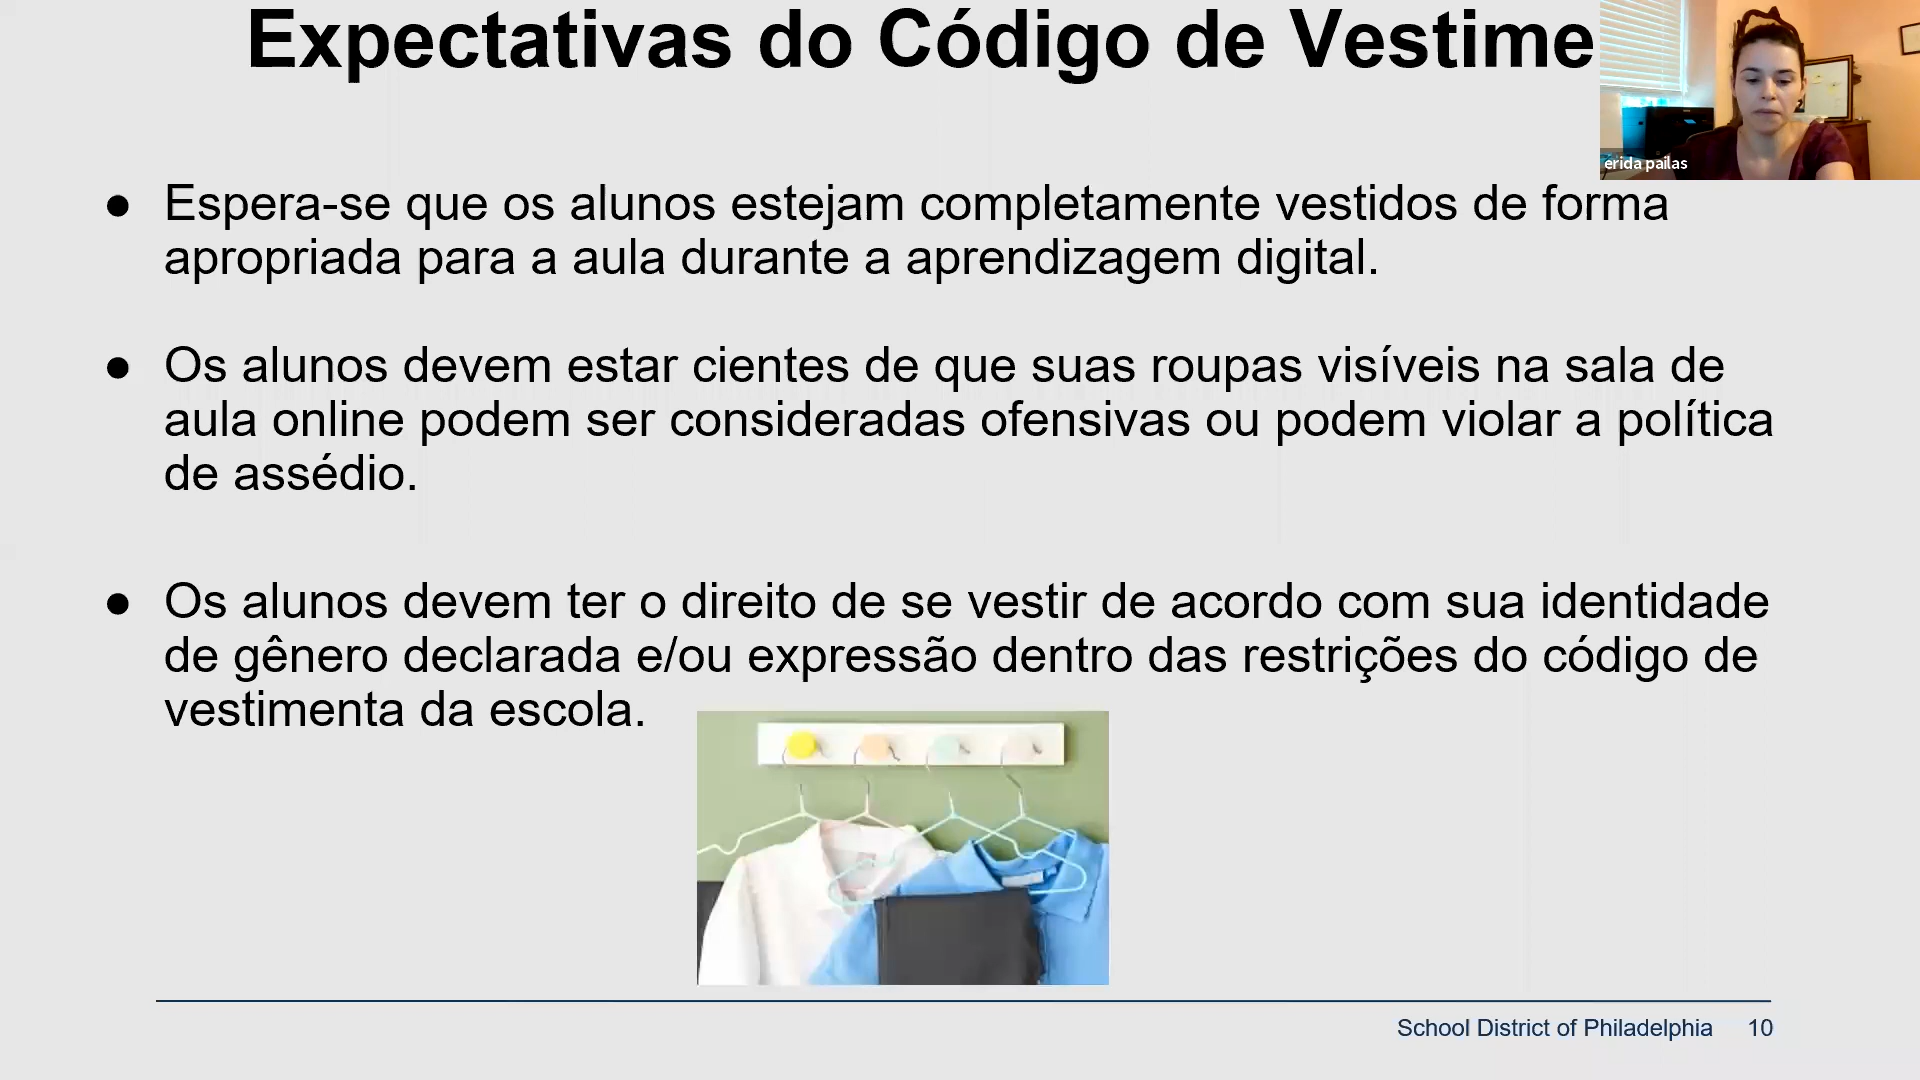 Expectativas do Código de Vestime
érida pailas
● Espera-se que os alunos estejam completamente vestidos de forma
apropriada para a aula durante a aprendizagem digital.
● Os alunos devem estar cientes de que suas roupas visíveis na sala de
aula online podem ser consideradas ofensivas ou podem violar a política
de assédio.
● Os alunos devem ter o direito de se vestir de acordo com sua identidade
de gênero declarada e/ou expressão dentro das restrições do código de
vestimenta da escola.
School District of Philadelphia 10